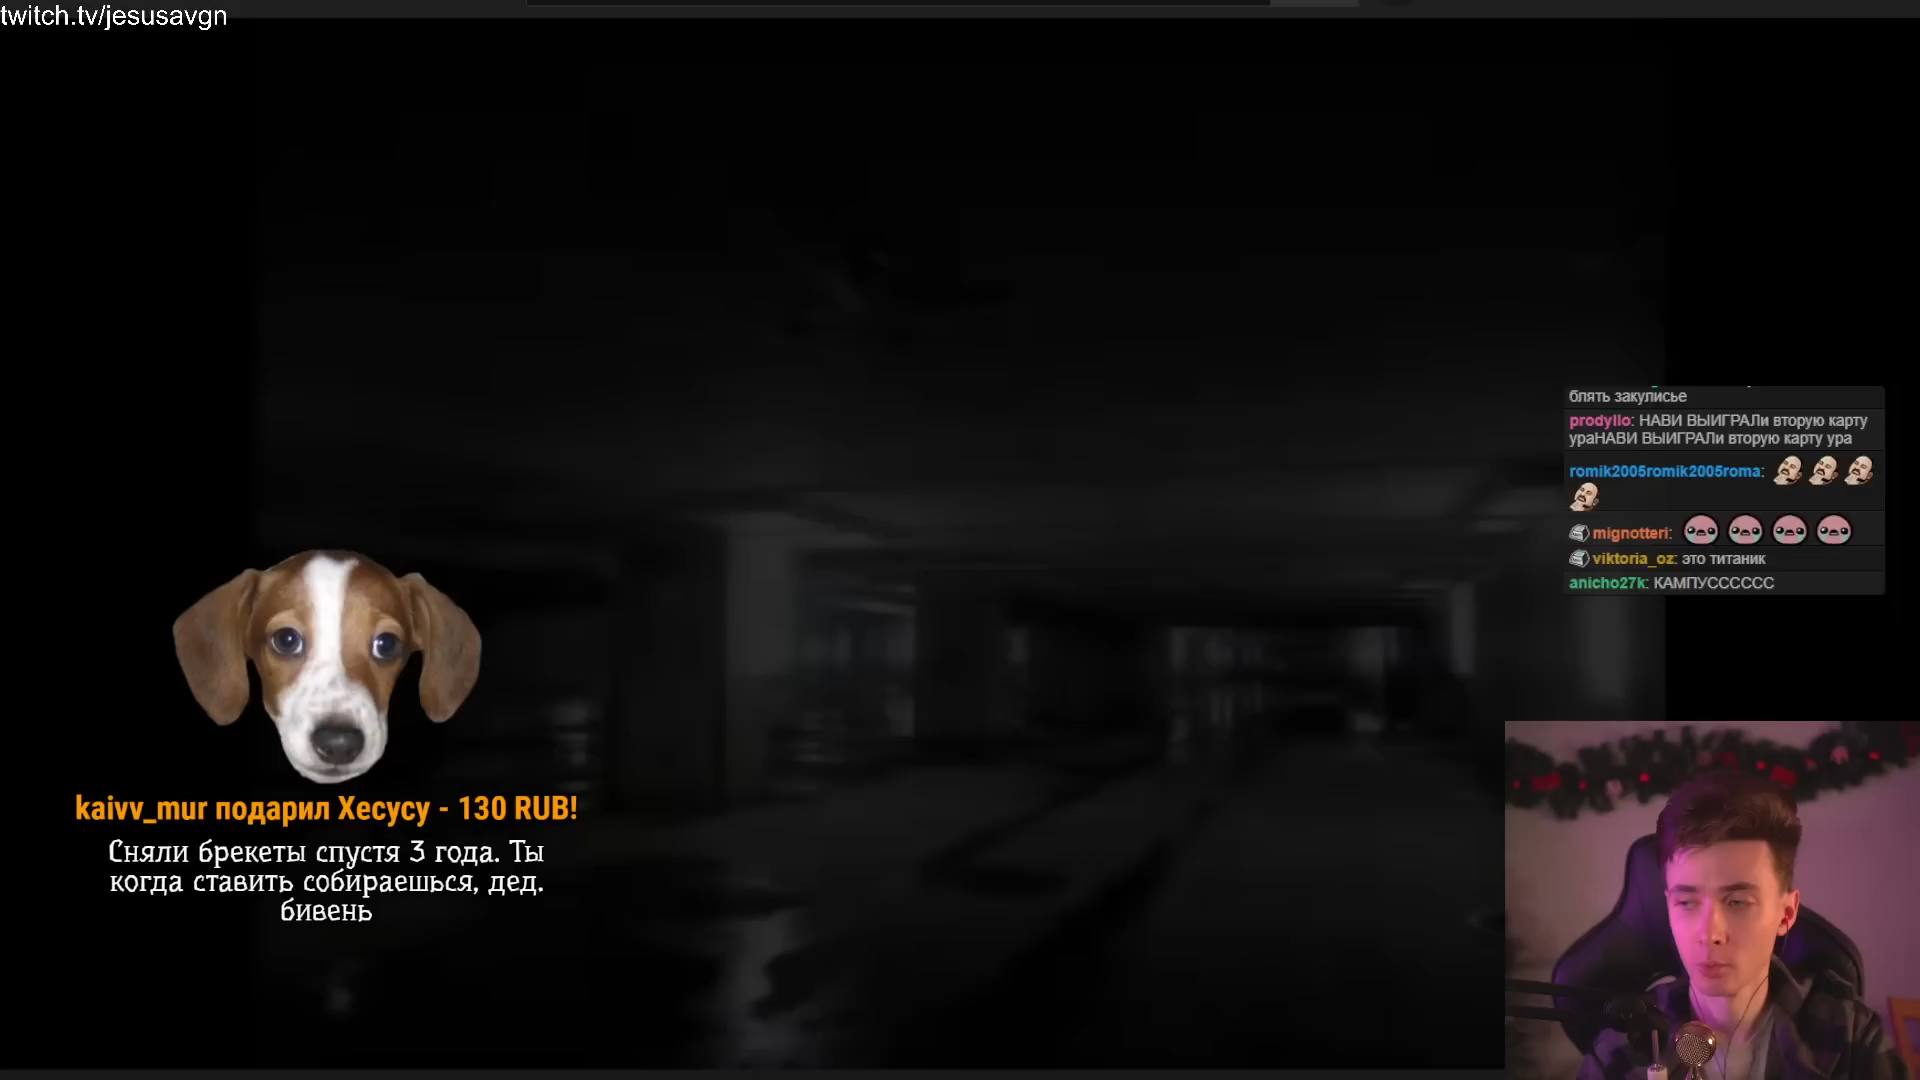 twitch.tv/jesusavgn
блять закулисье
prodyllo: НАВИ ВЫИГРАЛи вторую карту
ураНАВИ ВЫИГРАЛи вторую карту ура
romik2005romik2005roma:
mignotteri:
viktoria_oz: это титаник
anicho27k: КАМПУСССССС
kaivv_mur подарил Хесусу - 130 RUB!
Сняли брекеты спустя 3 года. Ты
когда ставить собираешься, дед.
бивень